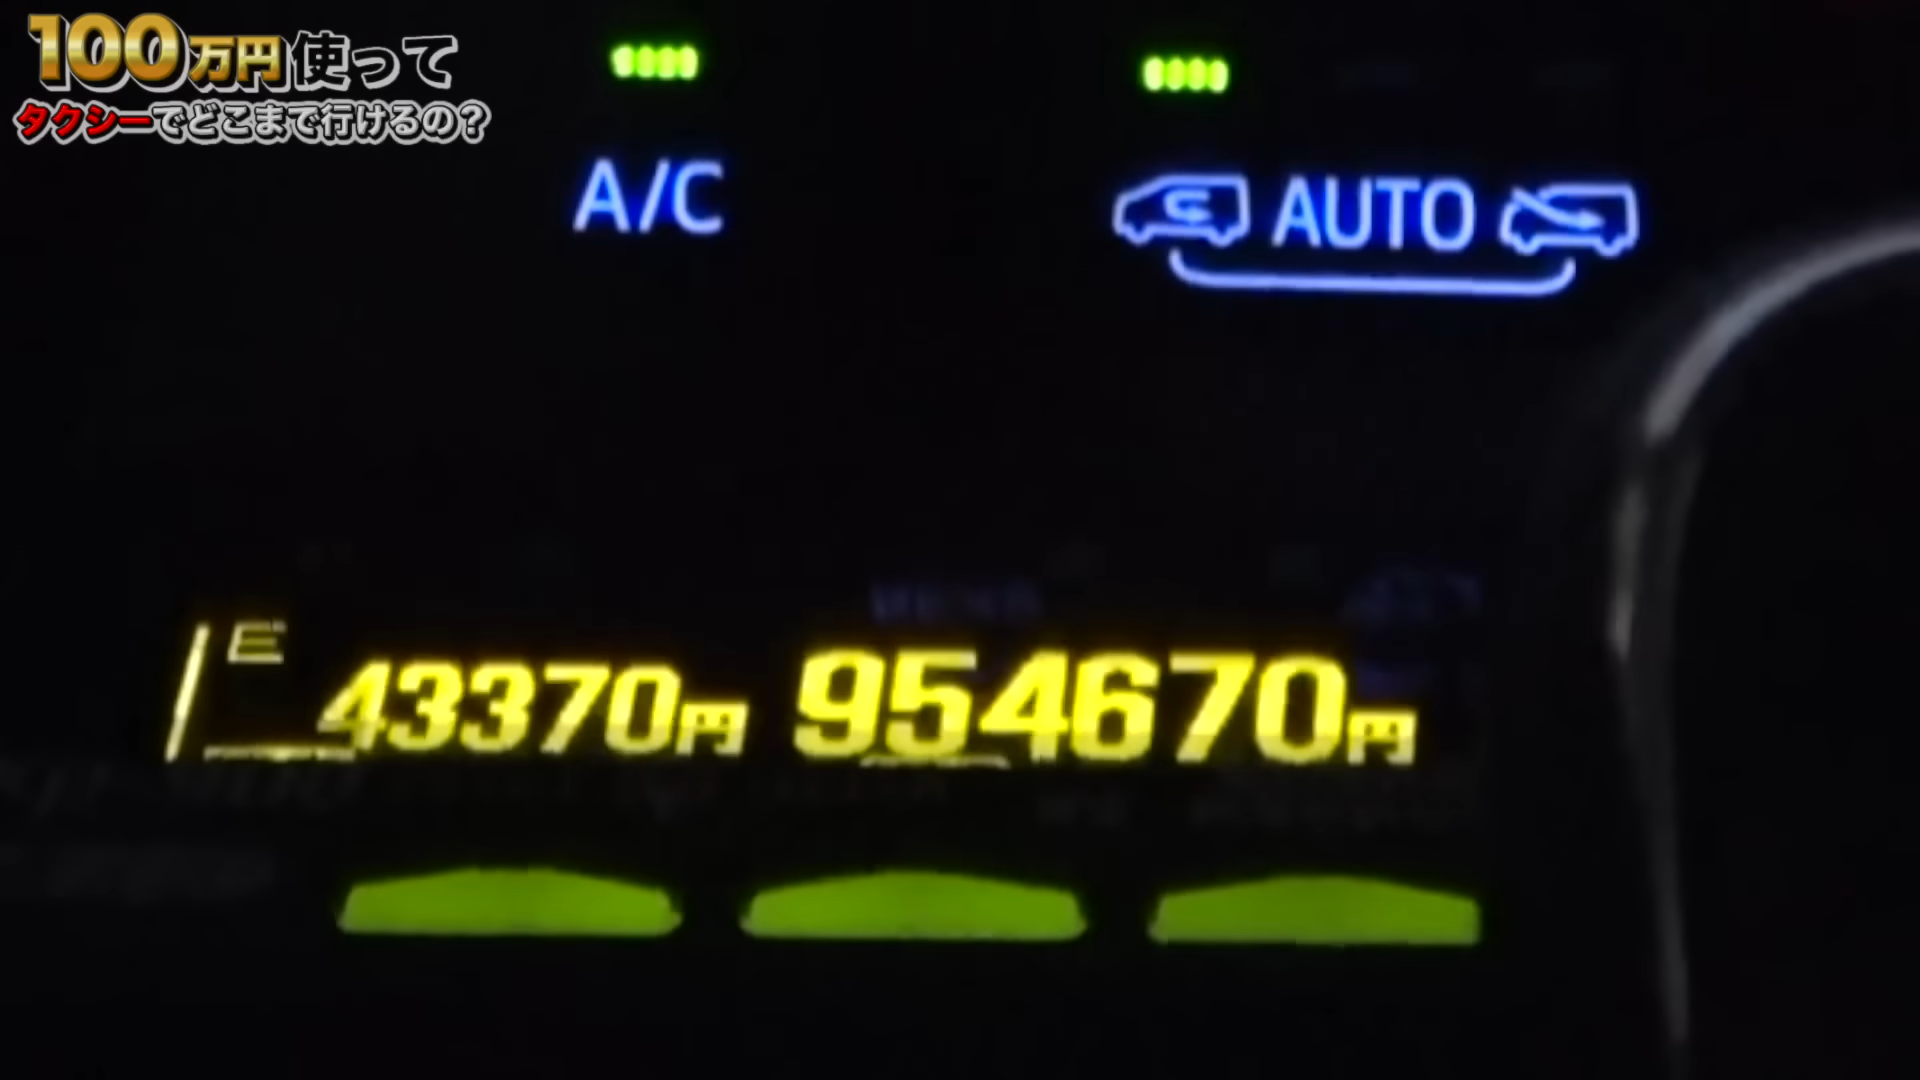 100万円使って
タクシーでどこまで行けるの?
A/C
AUTO
E
43370円 954670円